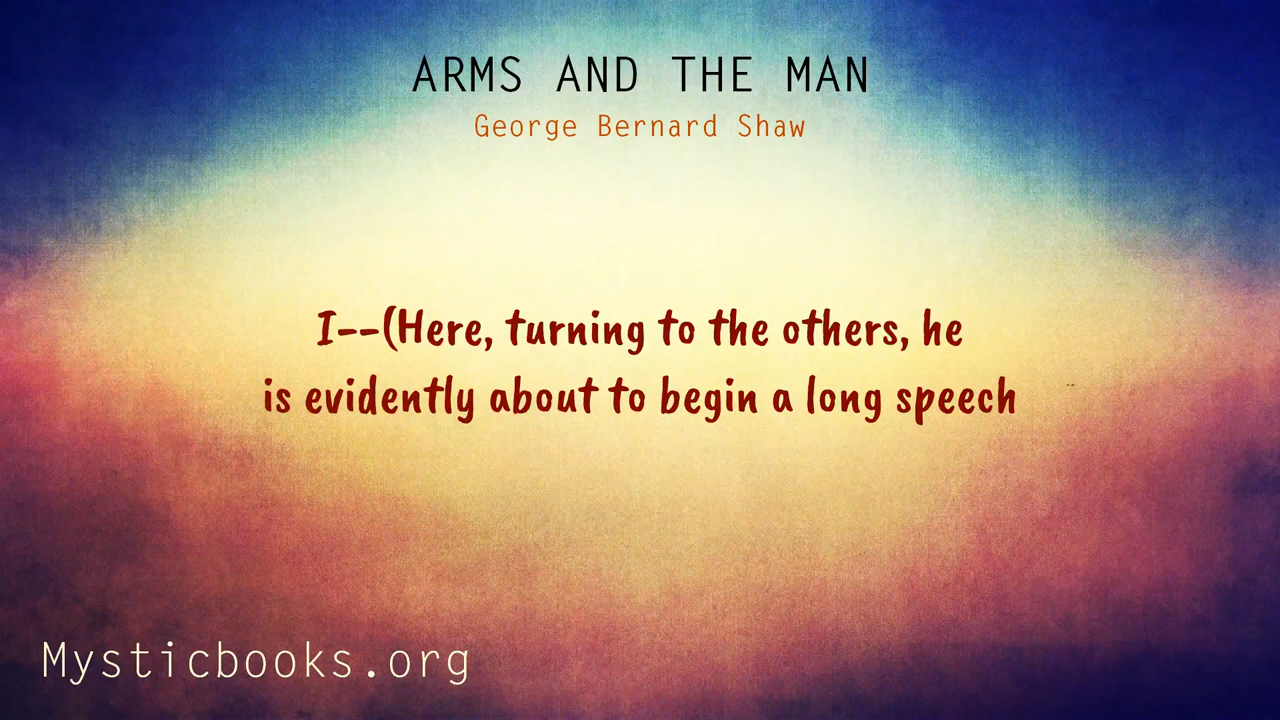 ARMS AND THE MAN
George Bernard Shaw
I--(Here, turning to the others, he
is evidently about to begin a long speech
Mysticbooks.org